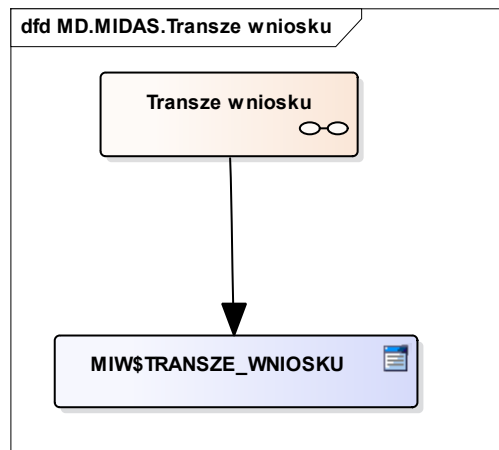 dfd MD.MIDAS.Transze wniosku
Transze wniosku
MIW$TRANSZE_WNIOSKU